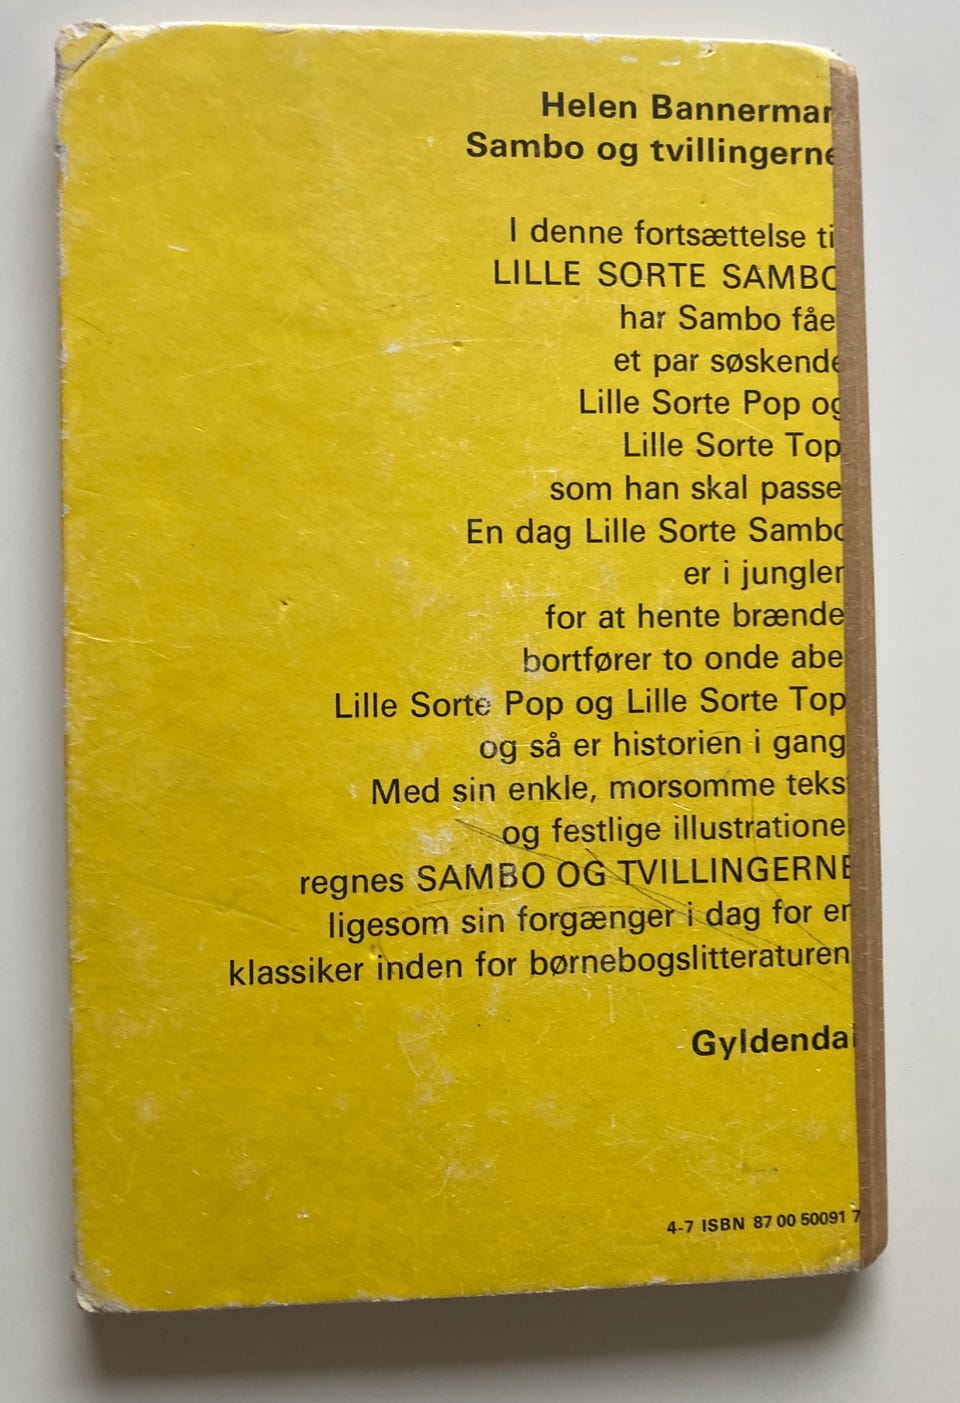 Helen Bannerman
Sambo og tvillingerne
I denne fortsættelse ti
LILLE SORTE SAMBO
har Sambo fåe
et par søskende
Lille Sorte Pop og
Lille Sorte Top
som han skal passe
En dag Lille Sorte Sambo
er i junglen
for at hente brænde
bortfører to onde abe
Lille Sorte Pop og Lille Sorte Top
og så er historien i gang
Med sin enkle, morsomme teks
og festlige illustratione
regnes SAMBO OG TVILLINGERNE
ligesom sin forgænger i dag for en
klassiker inden for børnebogslitteraturen
Gyldendal
4-7 ISBN 87 00 50091 7